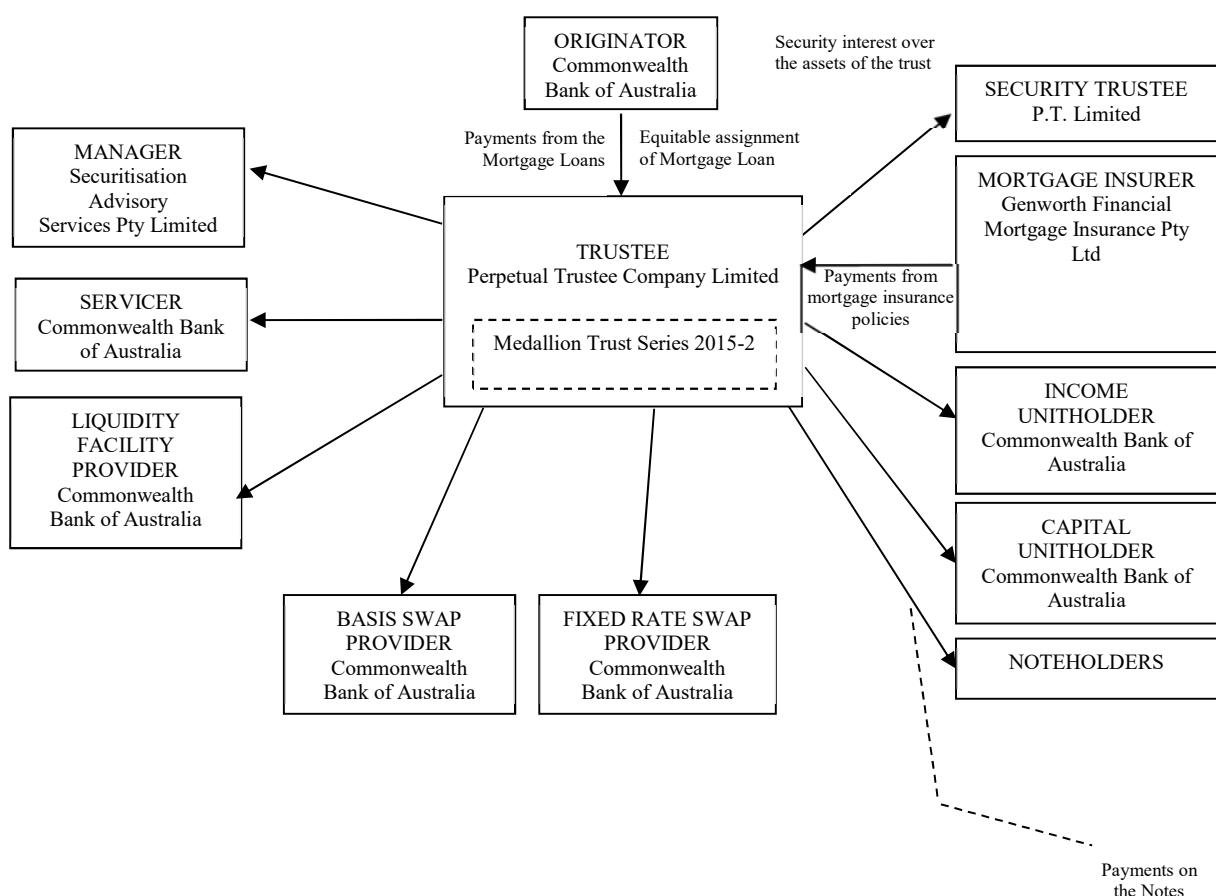 ORIGINATOR
Commonwealth
Bank of Australia
Security interest over
the assets of the trust
SECURITY TRUSTEE
P.T. Limited
Payments from the
Mortgage Loans
Equitable assignment
of Mortgage Loan
MANAGER
Securitisation
Advisory
Services Pty Limited
MORTGAGE INSURER
Genworth Financial
Mortgage Insurance Pty
Ltd
TRUSTEE
Perpetual Trustee Company Limited
Payments from
mortgage insurance
policies
SERVICER
Commonwealth Bank
of Australia
Medallion Trust Series 2015-2
INCOME
UNITHOLDER
Commonwealth Bank of
Australia
LIQUIDITY
FACILITY
PROVIDER
Commonwealth
Bank of Australia
CAPITAL
UNITHOLDER
Commonwealth Bank of
Australia
BASIS SWAP
PROVIDER
Commonwealth
Bank of Australia
FIXED RATE SWAP
PROVIDER
Commonwealth
Bank of Australia
NOTEHOLDERS
Payments on
the Notes